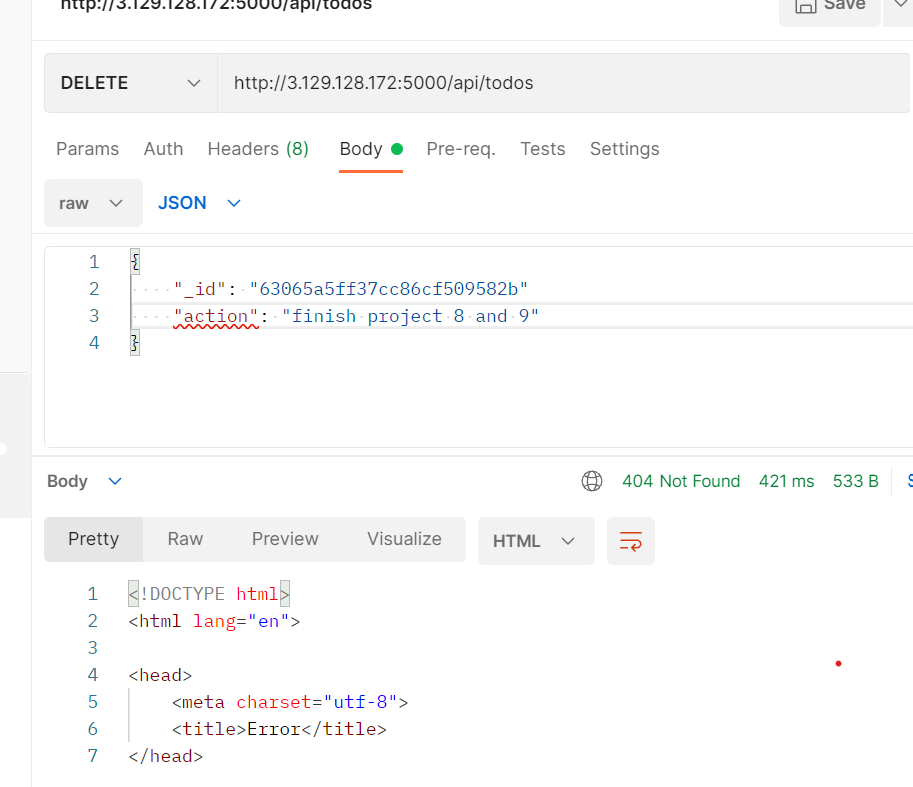 http://3.129.128.172:5000/api/todos
Save
DELETE http://3.129.128.172:5000/api/todos
Params Auth Headers (8) Body Pre-req. Tests Settings
raw JSON
1 {
2 "_id": "63065a5ff37cc86cf509582b"
3 "action": "finish project 8 and 9"
4 }
Body 404 Not Found 421 ms 533 B
Pretty Raw Preview Visualize HTML
1 <!DOCTYPE html>
2 <html lang="en">
3
4 <head>
5 <meta charset="utf-8">
6 <title>Error</title>
7 </head>